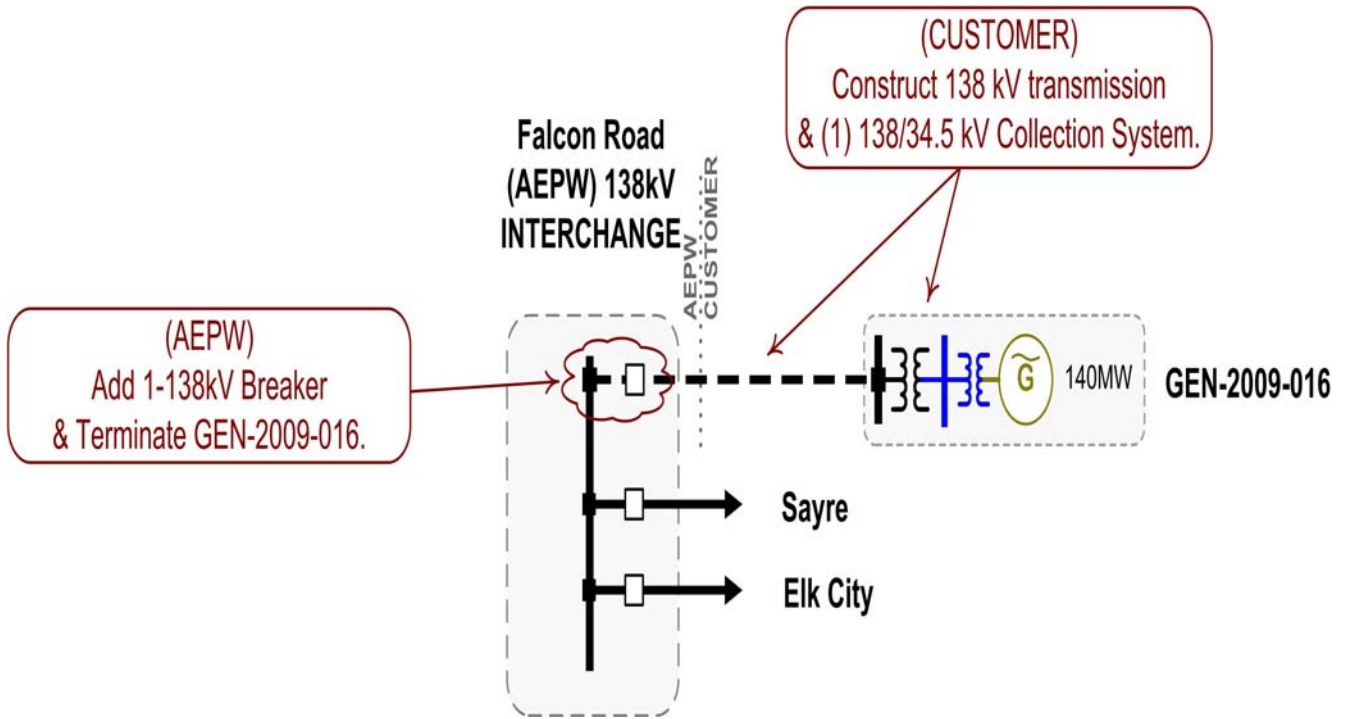 (CUSTOMER)
Construct 138 kV transmission
& (1) 138/34.5 kV Collection System.
Falcon Road
(AEPW) 138kV
INTERCHANGE
AEPW
CUSTOMER
(AEPW)
Add 1-138kV Breaker
& Terminate GEN-2009-016.
G
140MW
GEN-2009-016
Sayre
Elk City